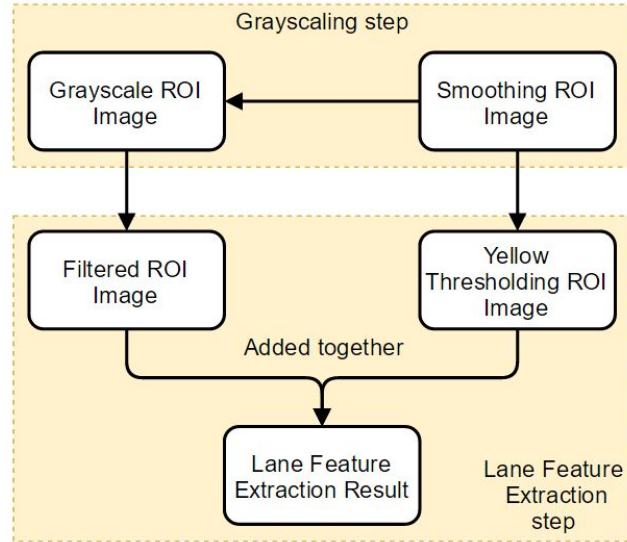 Grayscaling step
Grayscale ROI
Image
Smoothing ROI
Image
Filtered ROI
Image
Yellow
Thresholding ROI
Image
Added together
Lane Feature
Extraction Result
Lane Feature
Extraction
step